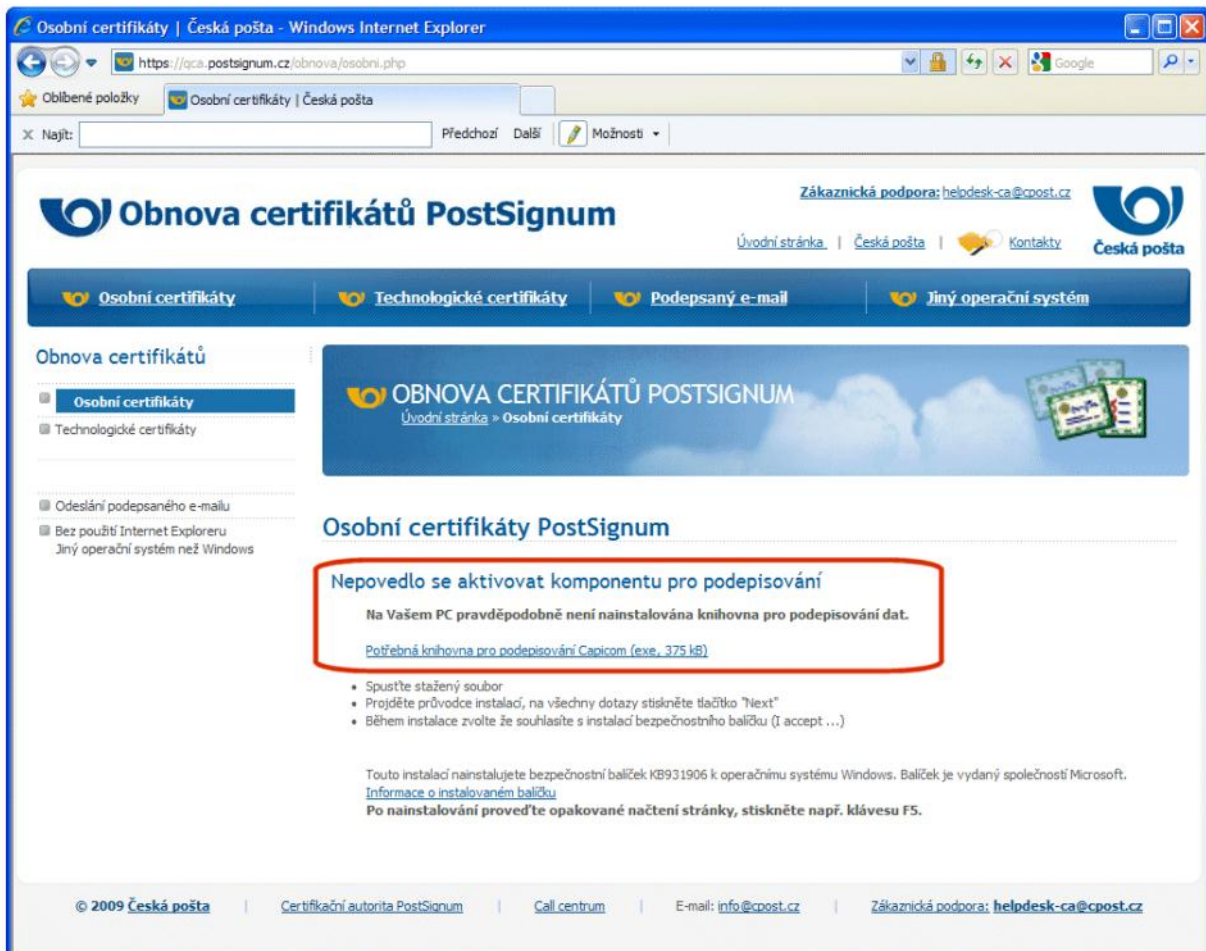 Osobní certifikáty | Česká pošta - Windows Internet Explorer
https://qca.postsignum.cz/obnova/osobni.php
Google
Oblíbené položky
Osobní certifikáty | Česká pošta
x Najít:
Předchozí Další Možnosti
Obnova certifikátů PostSignum
Zákaznická podpora: helpdesk-ca@cpost.cz
Úvodní stránka | Česká pošta | Kontakty
Česká pošta
Osobní certifikáty
Technologické certifikáty
Podepsaný e-mail
Jiný operační systém
Obnova certifikátů
Osobní certifikáty
Technologické certifikáty
Odeslání podepsaného e-mailu
Bez použití Internet Exploreru
Jiný operační systém než Windows
OBNOVA CERTIFIKÁTŮ POSTSIGNUM
Úvodní stránka » Osobní certifikáty
Osobní certifikáty PostSignum
Nepovedlo se aktivovat komponentu pro podepisování
Na Vašem PC pravděpodobně není nainstalována knihovna pro podepisování dat.
Potřebná knihovna pro podepisování Capicom (exe, 375 kB)
• Spusťte stažený soubor
• Projděte průvodce instalací, na všechny dotazy stiskněte tlačítko "Next"
• Během instalace zvolte že souhlasíte s instalací bezpečnostního balíčku (I accept ...)
Touto instalací nainstalujete bezpečnostní balíček KB931906 k operačnímu systému Windows. Balíček je vydaný společností Microsoft.
Informace o instalovaném balíčku
Po nainstalování proveďte opakované načtení stránky, stiskněte např. klávesu F5.
© 2009 Česká pošta | Certifikační autorita PostSignum | Call centrum | E-mail: info@cpost.cz | Zákaznická podpora: helpdesk-ca@cpost.cz